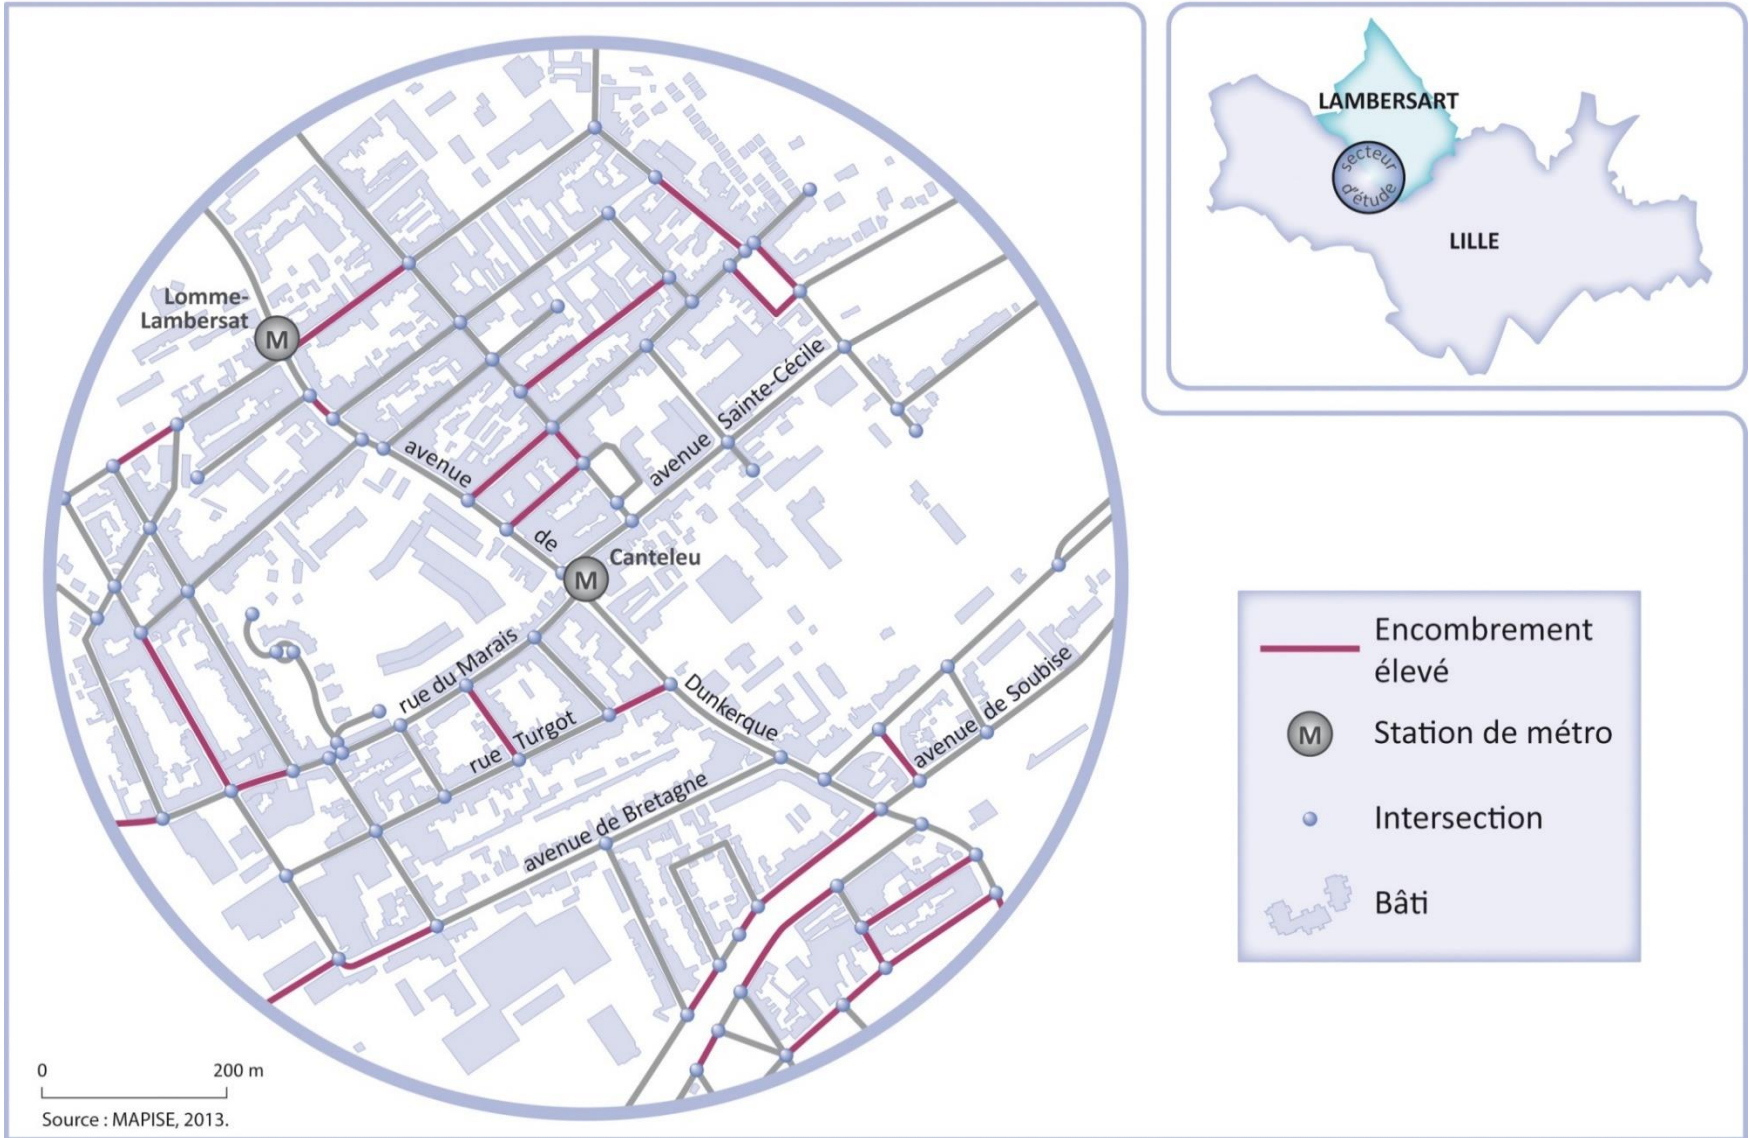 LAMBERSART
secteur
d'étude
LILLE
Lomme-
Lambersat
M
avenue
de
Dunkerque
avenue Sainte-Cécile
Canteleu
M
rue du Marais
rue Turgot
avenue de Bretagne
avenue de Soubise
Encombrement
élevé
M
Station de métro
Intersection
Bâti
0 200 m
Source : MAPISE, 2013.